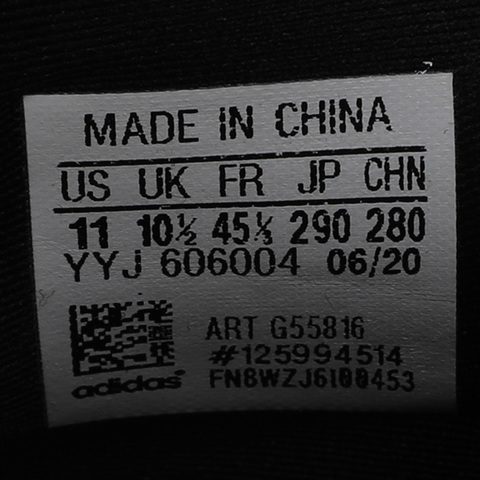 MADE IN CHINA
US UK FR JP CHN
11 10½ 45⅓ 290 280
YYJ 606004 06/20
ART G55816
#125994514
FN8WZJ6I00453
adidas